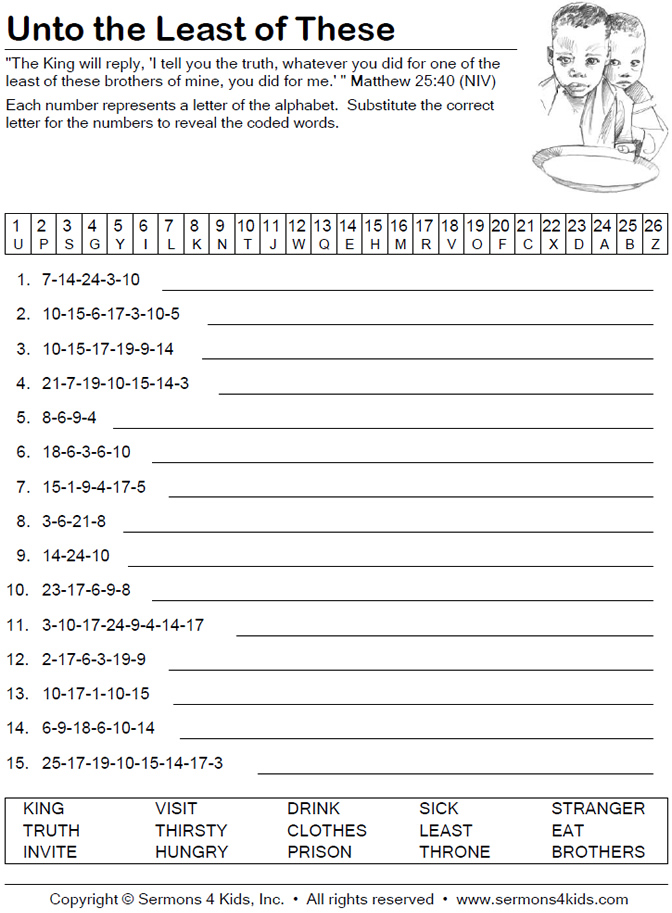 Unto the Least of These
"The King will reply, 'I tell you the truth, whatever you did for one of the
least of these brothers of mine, you did for me.' " Matthew 25:40 (NIV)
Each number represents a letter of the alphabet. Substitute the correct
letter for the numbers to reveal the coded words.
1 2 3 4 5 6 7 8 9 10 11 12 13 14 15 16 17 18 19 20 21 22 23 24 25 26
U P S G Y I L K N T J W Q E H M R V O F C X D A B Z
1. 7-14-24-3-10
2. 10-15-6-17-3-10-5
3. 10-15-17-19-9-14
4. 21-7-19-10-15-14-3
5. 8-6-9-4
6. 18-6-3-6-10
7. 15-1-9-4-17-5
8. 3-6-21-8
9. 14-24-10
10. 23-17-6-9-8
11. 3-10-17-24-9-4-14-17
12. 2-17-6-3-19-9
13. 10-17-1-10-15
14. 6-9-18-6-10-14
15. 25-17-19-10-15-14-17-3
KING VISIT DRINK SICK STRANGER
TRUTH THIRSTY CLOTHES LEAST EAT
INVITE HUNGRY PRISON THRONE BROTHERS
Copyright © Sermons 4 Kids, Inc. • All rights reserved • www.sermons4kids.com